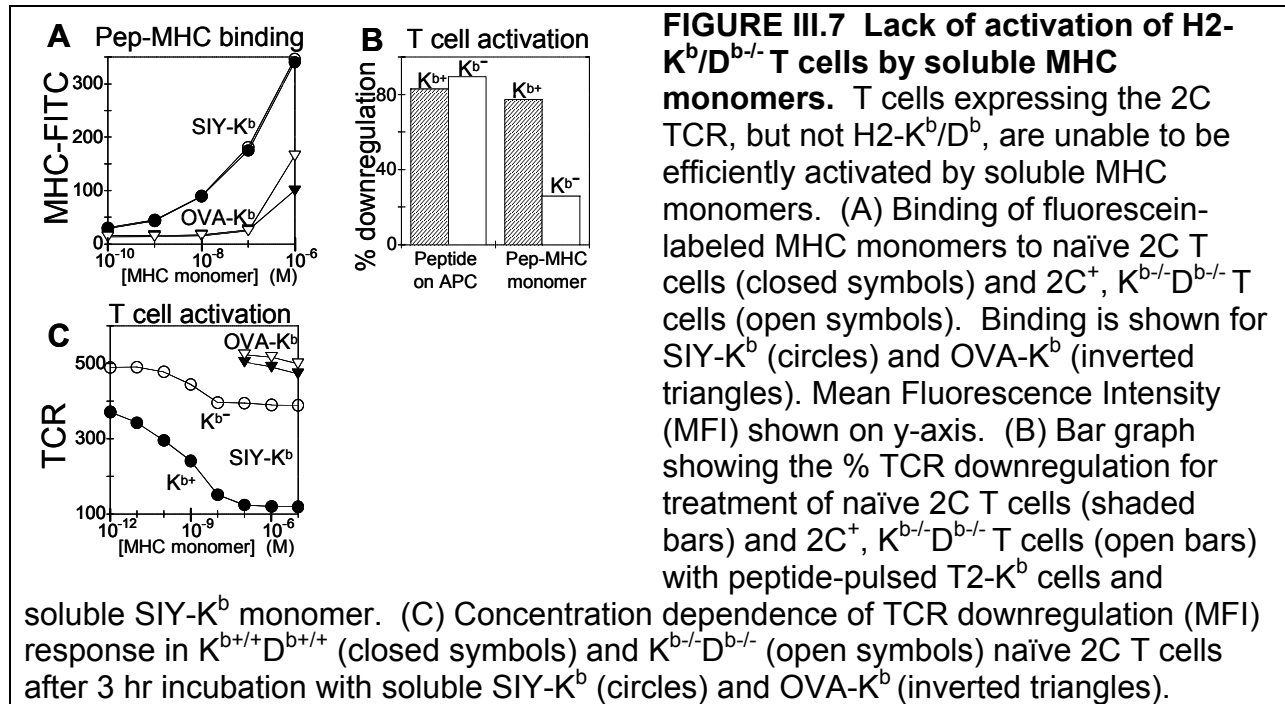 A Pep-MHC binding
MHC-FITC
300
200
100
0
SIY-Kᵇ
OVA-Kᵇ
10⁻¹⁰ 10⁻⁸ 10⁻⁶
[MHC monomer] (M)
B T cell activation
% downregulation
80
40
0
Kᵇ⁺ Kᵇ⁻
Kᵇ⁺
Kᵇ⁻
Peptide Pep-MHC
on APC monomer
T cell activation
C
TCR
500
300
100
OVA-Kᵇ
Kᵇ⁻
SIY-Kᵇ
Kᵇ⁺
10⁻¹² 10⁻⁹ 10⁻⁶
[MHC monomer] (M)
FIGURE III.7 Lack of activation of H2-
Kᵇ/Dᵇ⁻/⁻ T cells by soluble MHC
monomers. T cells expressing the 2C
TCR, but not H2-Kᵇ/Dᵇ, are unable to be
efficiently activated by soluble MHC
monomers. (A) Binding of fluorescein-
labeled MHC monomers to naïve 2C T
cells (closed symbols) and 2C⁺, Kᵇ⁻/⁻Dᵇ⁻/⁻ T
cells (open symbols). Binding is shown for
SIY-Kᵇ (circles) and OVA-Kᵇ (inverted
triangles). Mean Fluorescence Intensity
(MFI) shown on y-axis. (B) Bar graph
showing the % TCR downregulation for
treatment of naïve 2C T cells (shaded
bars) and 2C⁺, Kᵇ⁻/⁻Dᵇ⁻/⁻ T cells (open bars)
with peptide-pulsed T2-Kᵇ cells and
soluble SIY-Kᵇ monomer. (C) Concentration dependence of TCR downregulation (MFI)
response in Kᵇ⁺/⁺Dᵇ⁺/⁺ (closed symbols) and Kᵇ⁻/⁻Dᵇ⁻/⁻ (open symbols) naïve 2C T cells
after 3 hr incubation with soluble SIY-Kᵇ (circles) and OVA-Kᵇ (inverted triangles).